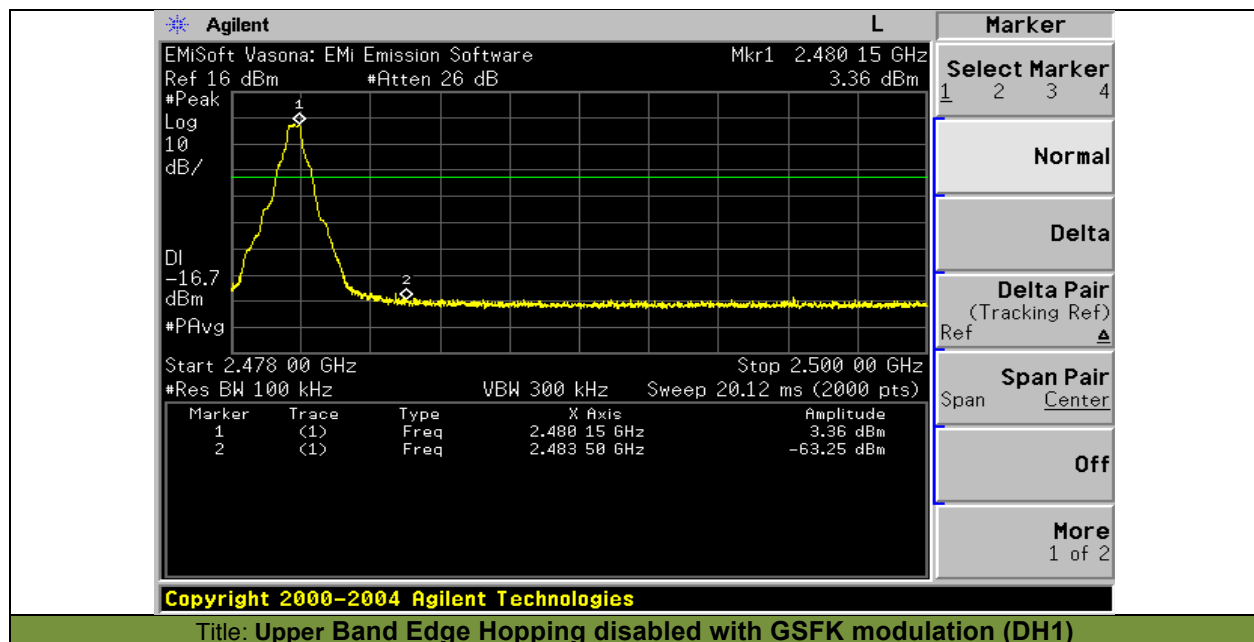 Agilent L
EMiSoft Vasona: EMi Emission Software Mkr1 2.480 15 GHz
Ref 16 dBm #Atten 26 dB 3.36 dBm
#Peak
Log
10
dB/
1
2
DI
-16.7
dBm
#PAvg
Start 2.478 00 GHz Stop 2.500 00 GHz
#Res BW 100 kHz VBW 300 kHz Sweep 20.12 ms (2000 pts)
Marker Trace Type X Axis Amplitude
1 (1) Freq 2.480 15 GHz 3.36 dBm
2 (1) Freq 2.483 50 GHz -63.25 dBm
Marker
Select Marker
1 2 3 4
Normal
Delta
Delta Pair
(Tracking Ref)
Ref Δ
Span Pair
Span Center
Off
More
1 of 2
Copyright 2000-2004 Agilent Technologies
Title: Upper Band Edge Hopping disabled with GSFK modulation (DH1)